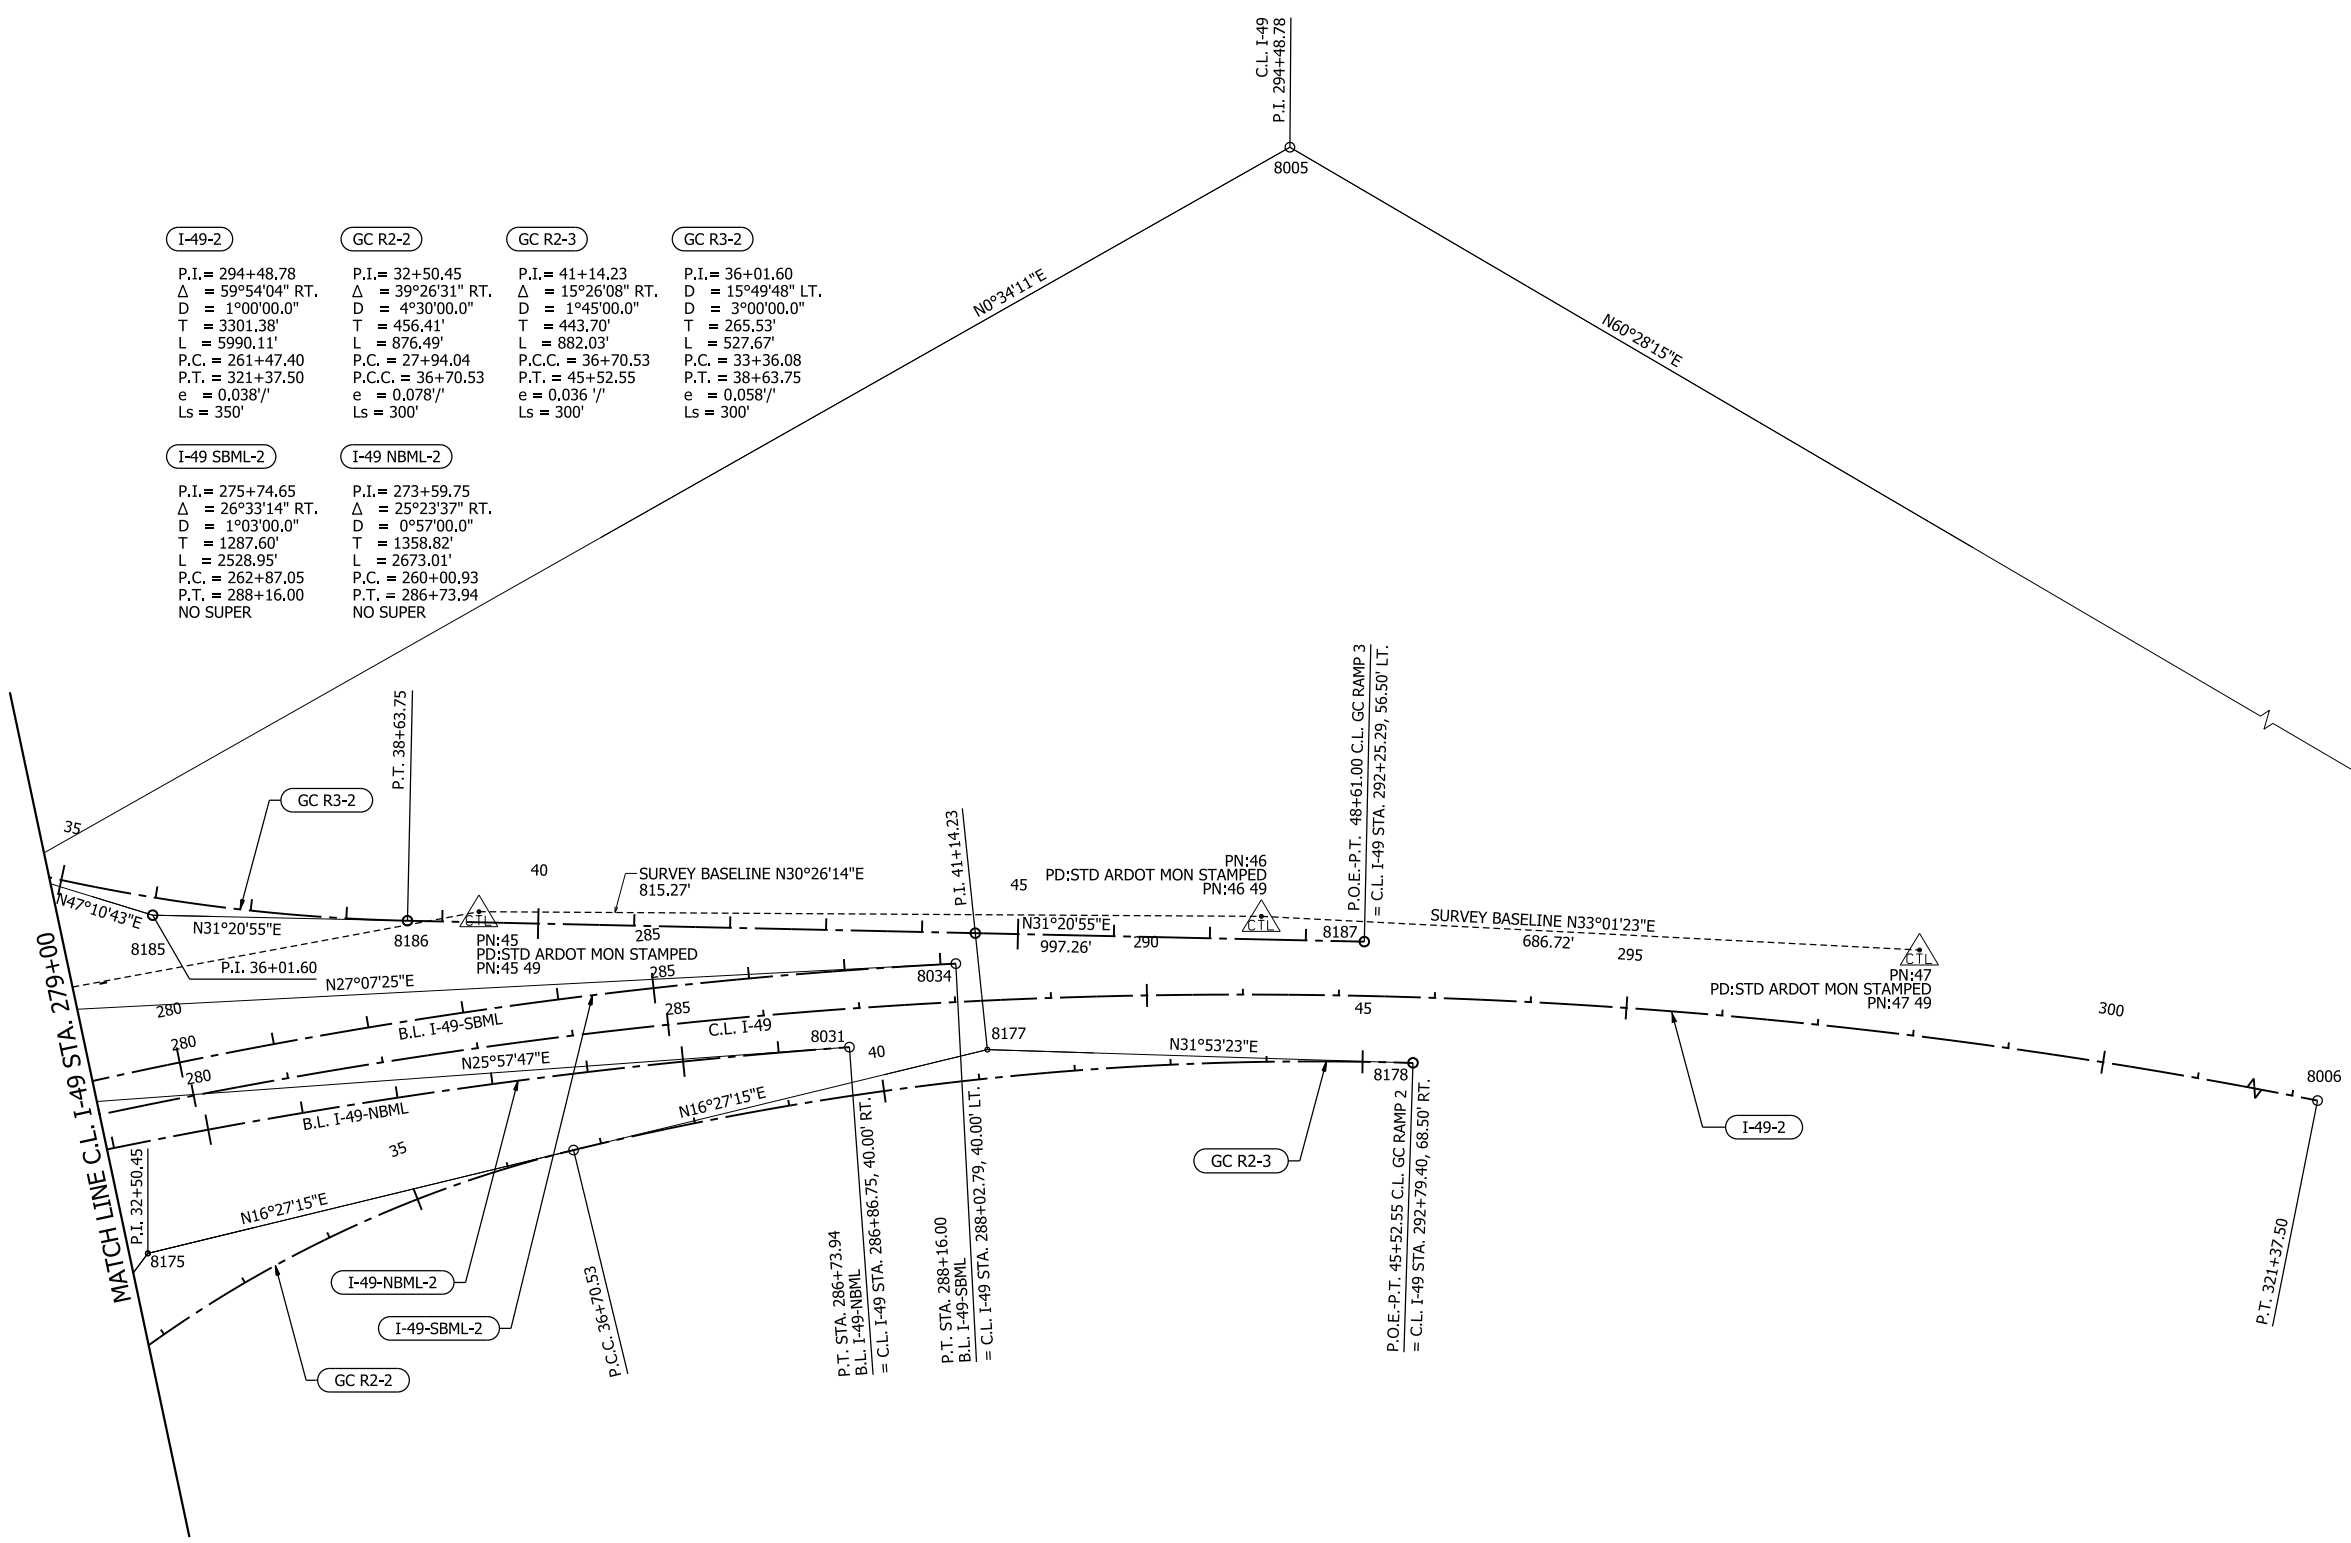 C.L. I-49
P.I. 294+48.78
8005
N0°34'11"E
N60°28'15"E
I-49-2
P.I.= 294+48.78
Δ = 59°54'04" RT.
D = 1°00'00.0"
T = 3301.38'
L = 5990.11'
P.C. = 261+47.40
P.T. = 321+37.50
e = 0.038'/'
Ls = 350'
GC R2-2
P.I.= 32+50.45
Δ = 39°26'31" RT.
D = 4°30'00.0"
T = 456.41'
L = 876.49'
P.C. = 27+94.04
P.C.C. = 36+70.53
e = 0.078'/'
Ls = 300'
GC R2-3
P.I.= 41+14.23
Δ = 15°26'08" RT.
D = 1°45'00.0"
T = 443.70'
L = 882.03'
P.C.C. = 36+70.53
P.T. = 45+52.55
e = 0.036 '/'
Ls = 300'
GC R3-2
P.I.= 36+01.60
D = 15°49'48" LT.
D = 3°00'00.0"
T = 265.53'
L = 527.67'
P.C. = 33+36.08
P.T. = 38+63.75
e = 0.058'/'
Ls = 300'
I-49 SBML-2
P.I.= 275+74.65
Δ = 26°33'14" RT.
D = 1°03'00.0"
T = 1287.60'
L = 2528.95'
P.C. = 262+87.05
P.T. = 288+16.00
NO SUPER
I-49 NBML-2
P.I.= 273+59.75
Δ = 25°23'37" RT.
D = 0°57'00.0"
T = 1358.82'
L = 2673.01'
P.C. = 260+00.93
P.T. = 286+73.94
NO SUPER
P.T. 38+63.75
GC R3-2
35
40
SURVEY BASELINE N30°26'14"E
815.27'
P.I. 41+14.23
45
PN:46
PD:STD ARDOT MON STAMPED
PN:46 49
P.O.E.-P.T. 48+61.00 C.L. GC RAMP 3
= C.L. I-49 STA. 292+25.29, 56.50' LT.
N47°10'43"E
N31°20'55"E
8185
8186
P.I. 36+01.60
CTL
PN:45
PD:STD ARDOT MON STAMPED
PN:45 49
285
N31°20'55"E
997.26'
290
CTL
8187
SURVEY BASELINE N33°01'23"E
686.72'
295
CTL
PN:47
PD:STD ARDOT MON STAMPED
PN:47 49
300
MATCH LINE C.L. I-49 STA. 279+00
N27°07'25"E
285
8034
280
280
280
B.L. I-49-SBML
285
C.L. I-49
8031
40
8177
45
N25°57'47"E
B.L. I-49-NBML
N31°53'23"E
8178
8006
N16°27'15"E
35
P.I. 32+50.45
8175
N16°27'15"E
I-49-NBML-2
I-49-SBML-2
GC R2-2
P.C.C. 36+70.53
P.T. STA. 286+73.94
B.L. I-49-NBML
= C.L. I-49 STA. 286+86.75, 40.00' RT.
P.T. STA. 288+16.00
B.L. I-49-SBML
= C.L. I-49 STA. 288+02.79, 40.00' LT.
GC R2-3
P.O.E.-P.T. 45+52.55 C.L. GC RAMP 2
= C.L. I-49 STA. 292+79.40, 68.50' RT.
I-49-2
P.T. 321+37.50